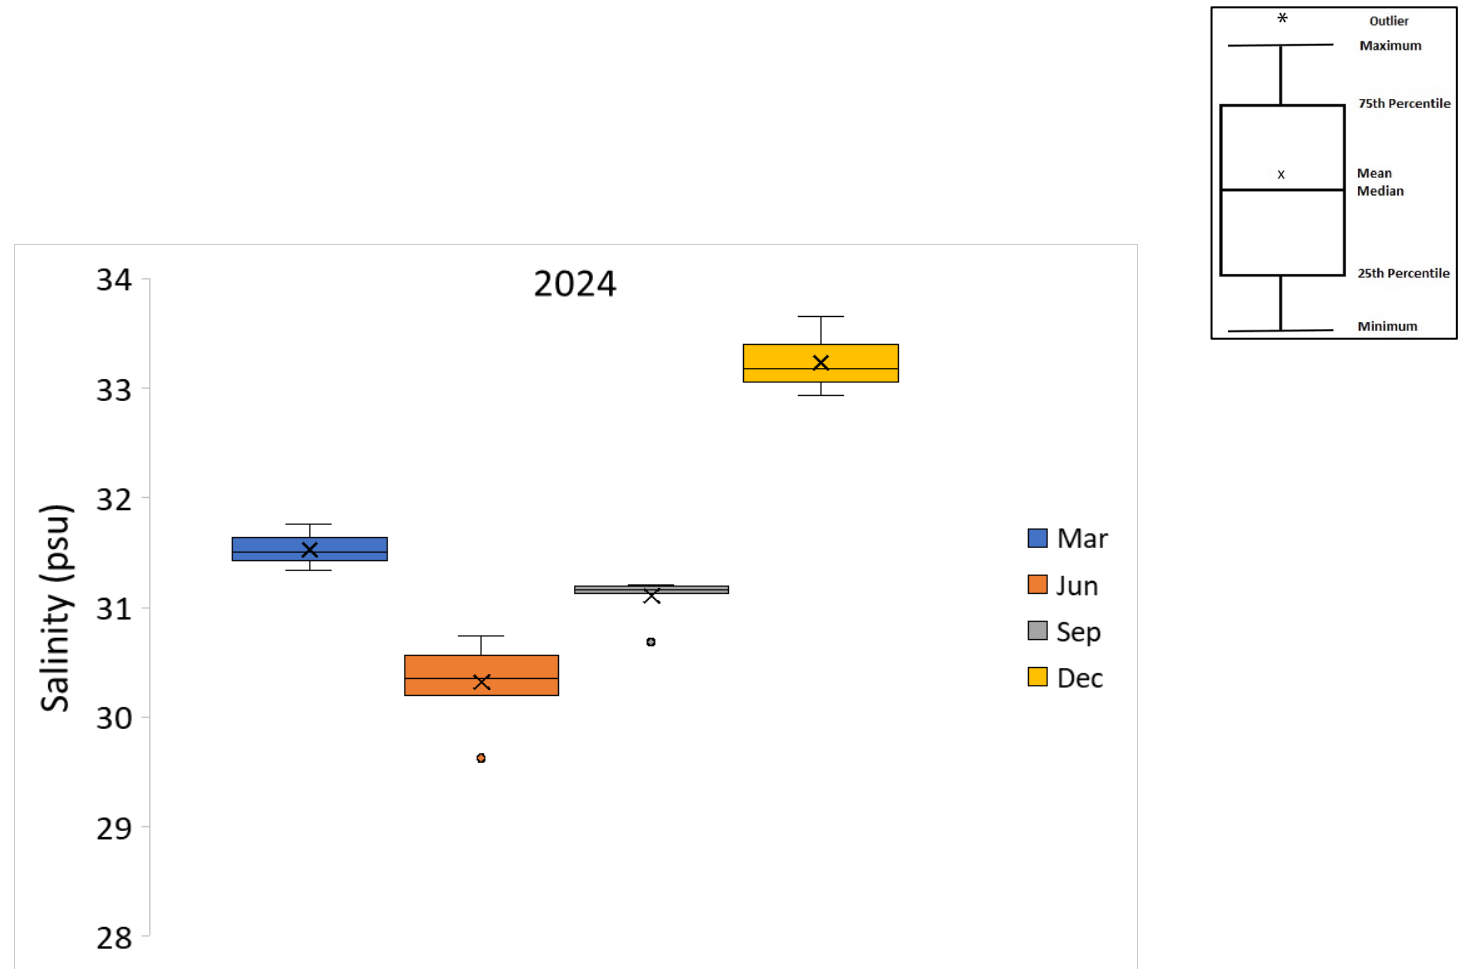 *
Outlier
Maximum
75th Percentile
x
Mean
Median
25th Percentile
Minimum
2024
34
33
32
31
30
29
28
Salinity (psu)
Mar
Jun
Sep
Dec